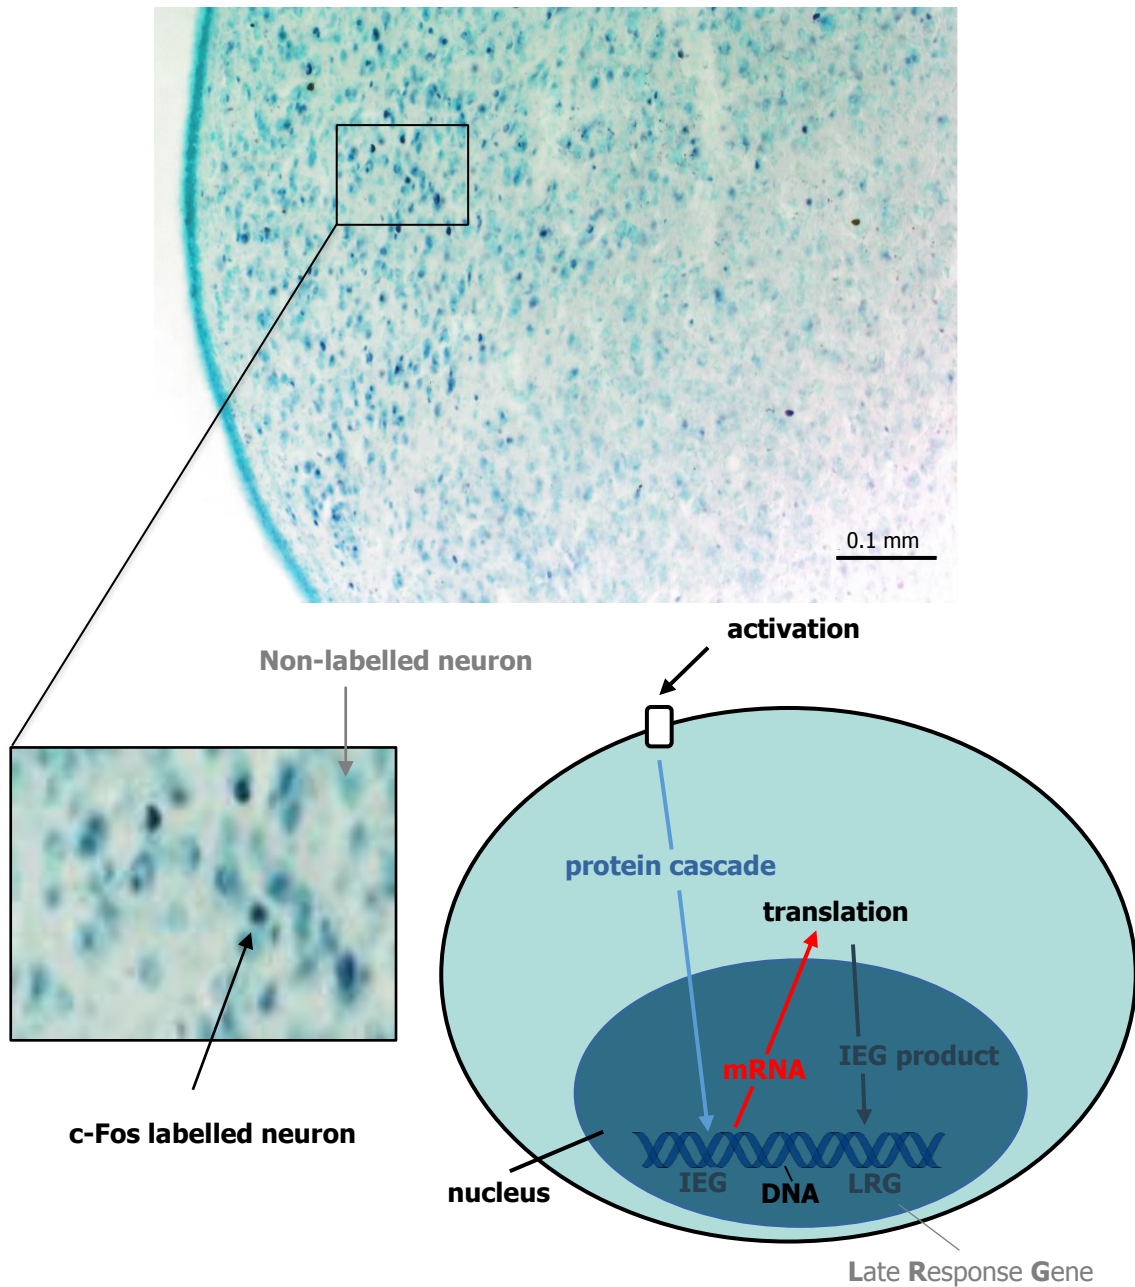 0.1 mm
activation
Non-labelled neuron
protein cascade
translation
IEG product
mRNA
c-Fos labelled neuron
nucleus
IEG
DNA
LRG
Late Response Gene